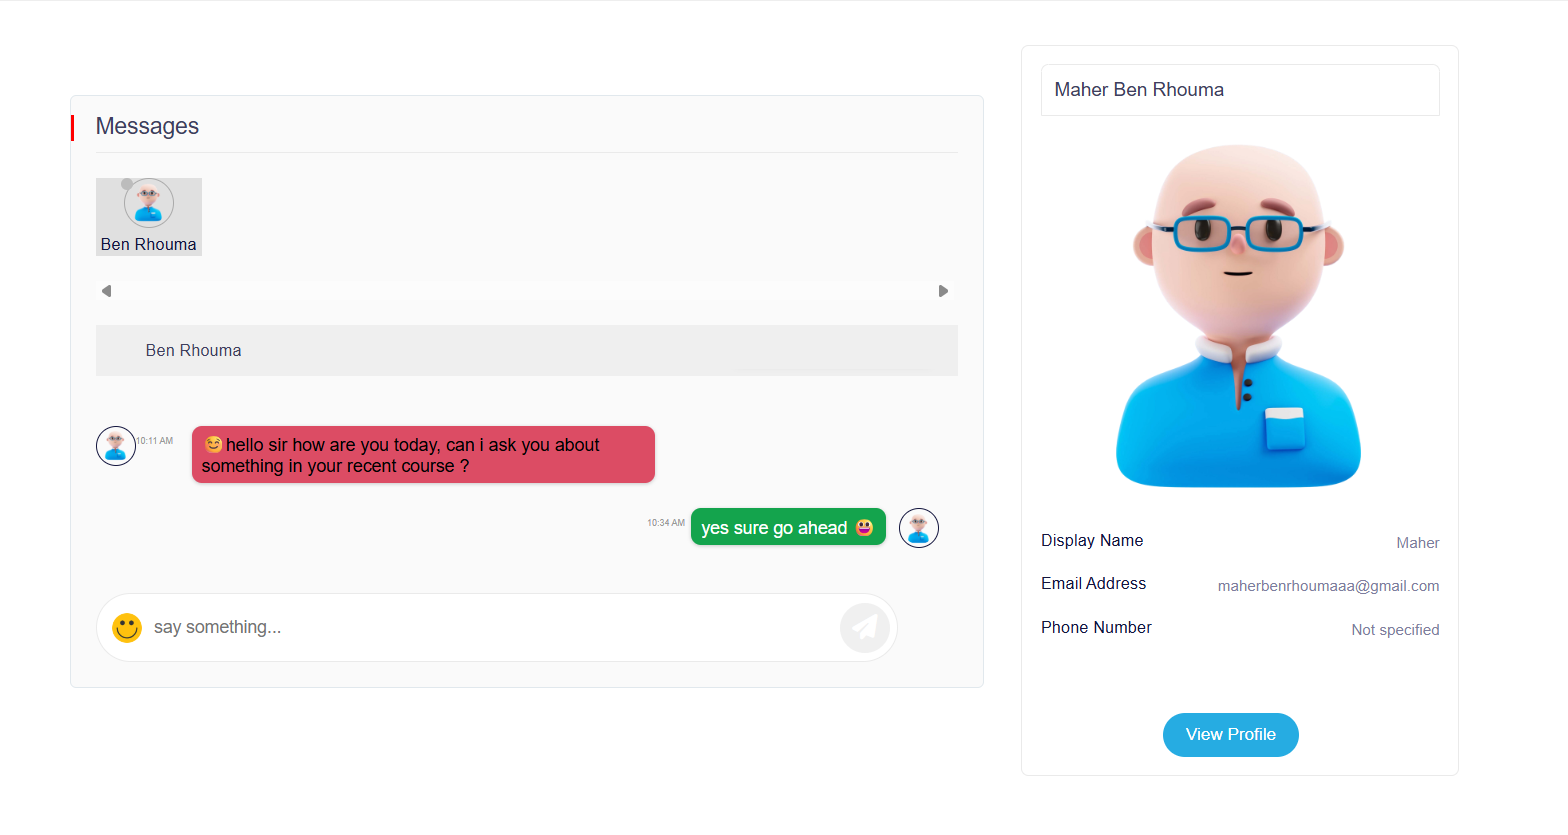 Messages
Ben Rhouma
Ben Rhouma
10:11 AM
😉hello sir how are you today, can i ask you about
something in your recent course ?
10:34 AM
yes sure go ahead 😃
say something...
Maher Ben Rhouma
Display Name
Maher
Email Address
maherbenrhoumaaa@gmail.com
Phone Number
Not specified
View Profile